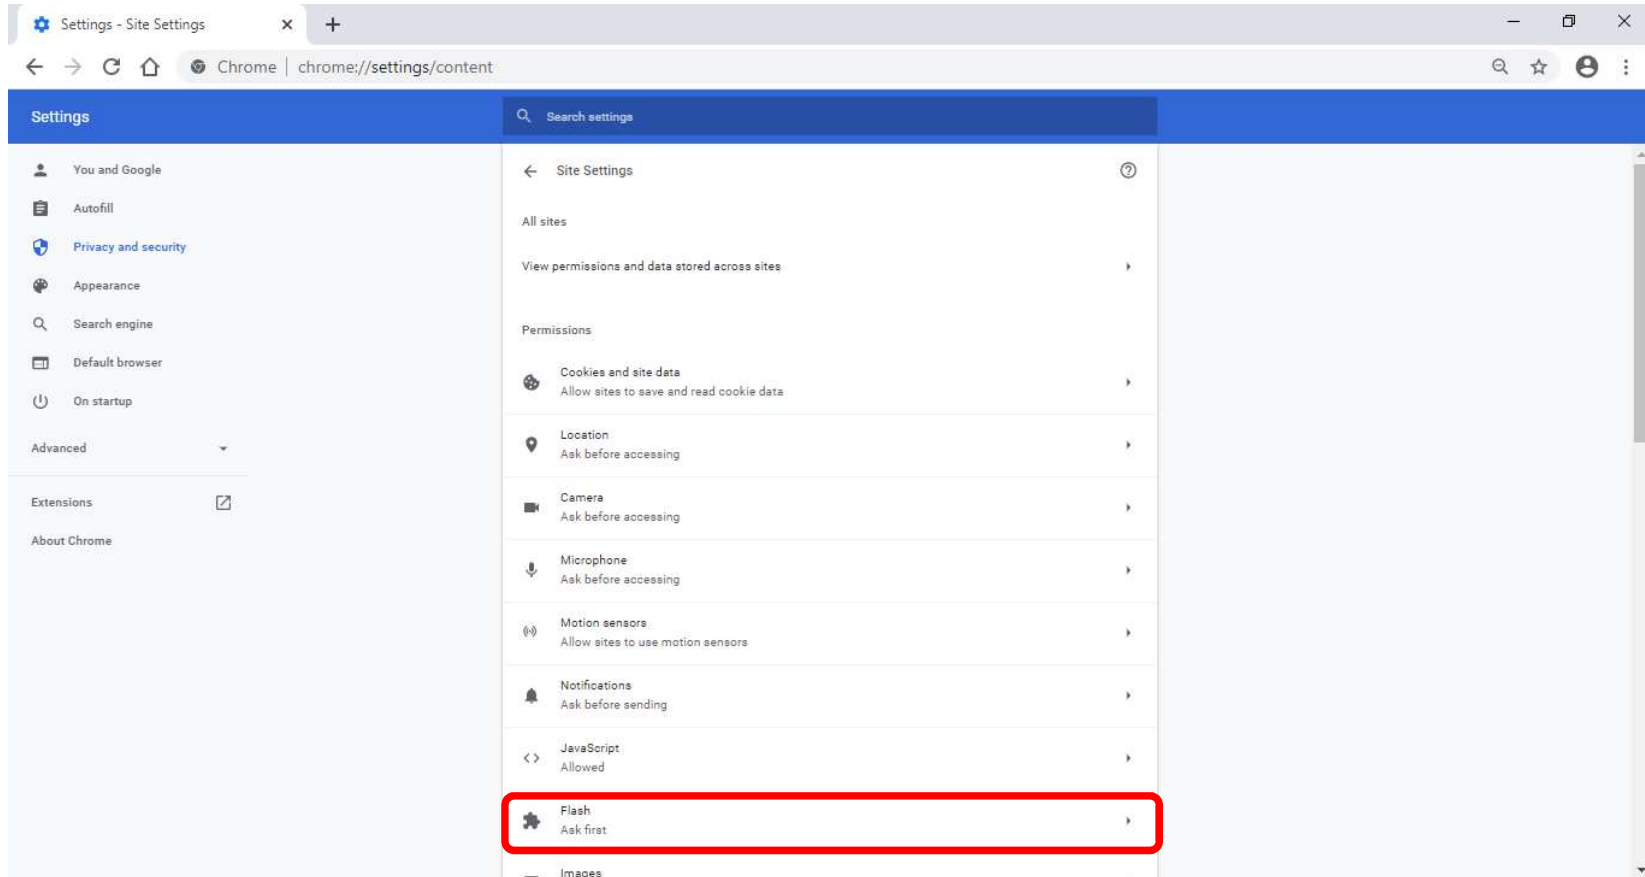 Settings - Site Settings
Chrome | chrome://settings/content
Settings
Search settings
You and Google
Autofill
Privacy and security
Appearance
Search engine
Default browser
On startup
Advanced
Extensions
About Chrome
Site Settings
All sites
View permissions and data stored across sites
Permissions
Cookies and site data
Allow sites to save and read cookie data
Location
Ask before accessing
Camera
Ask before accessing
Microphone
Ask before accessing
Motion sensors
Allow sites to use motion sensors
Notifications
Ask before sending
JavaScript
Allowed
Flash
Ask first
Images